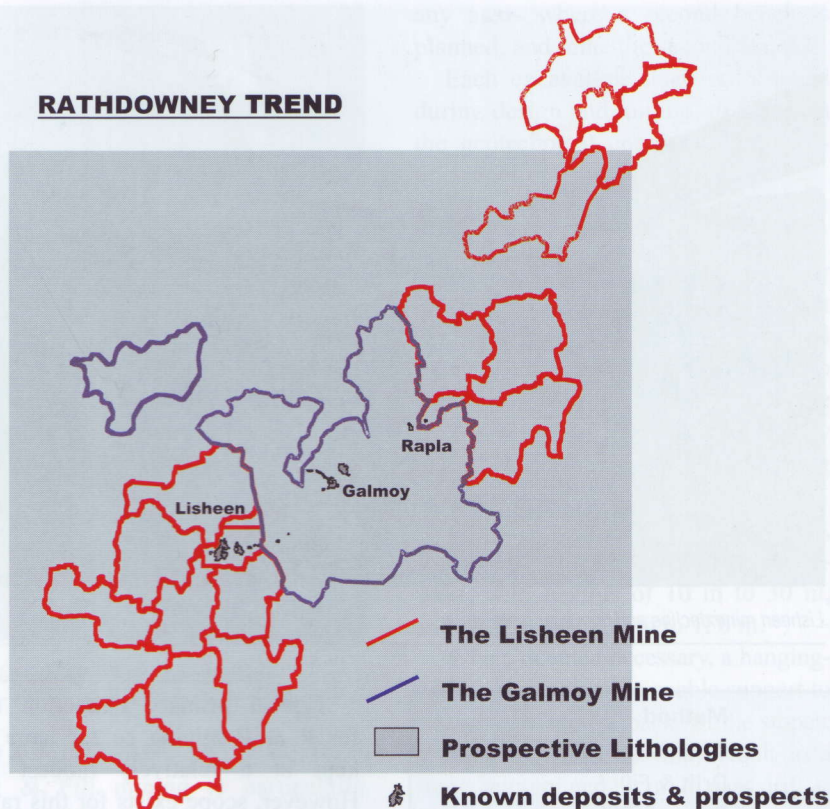 RATHDOWNEY TREND
Rapla
Galmoy
Lisheen
The Lisheen Mine
The Galmoy Mine
Prospective Lithologies
Known deposits & prospects